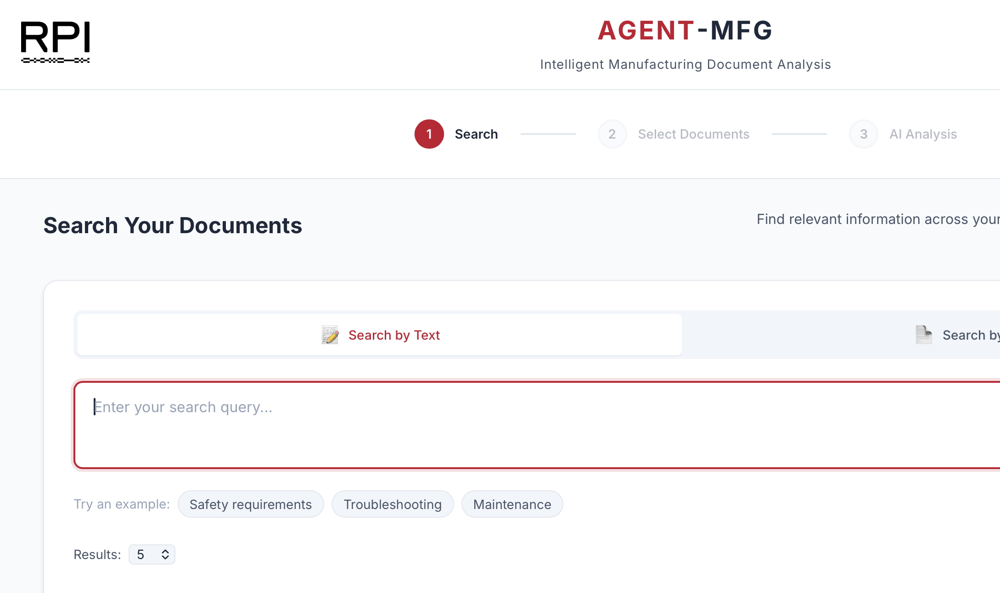 RPI
AGENT-MFG
Intelligent Manufacturing Document Analysis
1 Search
2 Select Documents
3 AI Analysis
Search Your Documents
Find relevant information across your
Search by Text
Search by
Enter your search query...
Try an example: Safety requirements Troubleshooting Maintenance
Results: 5